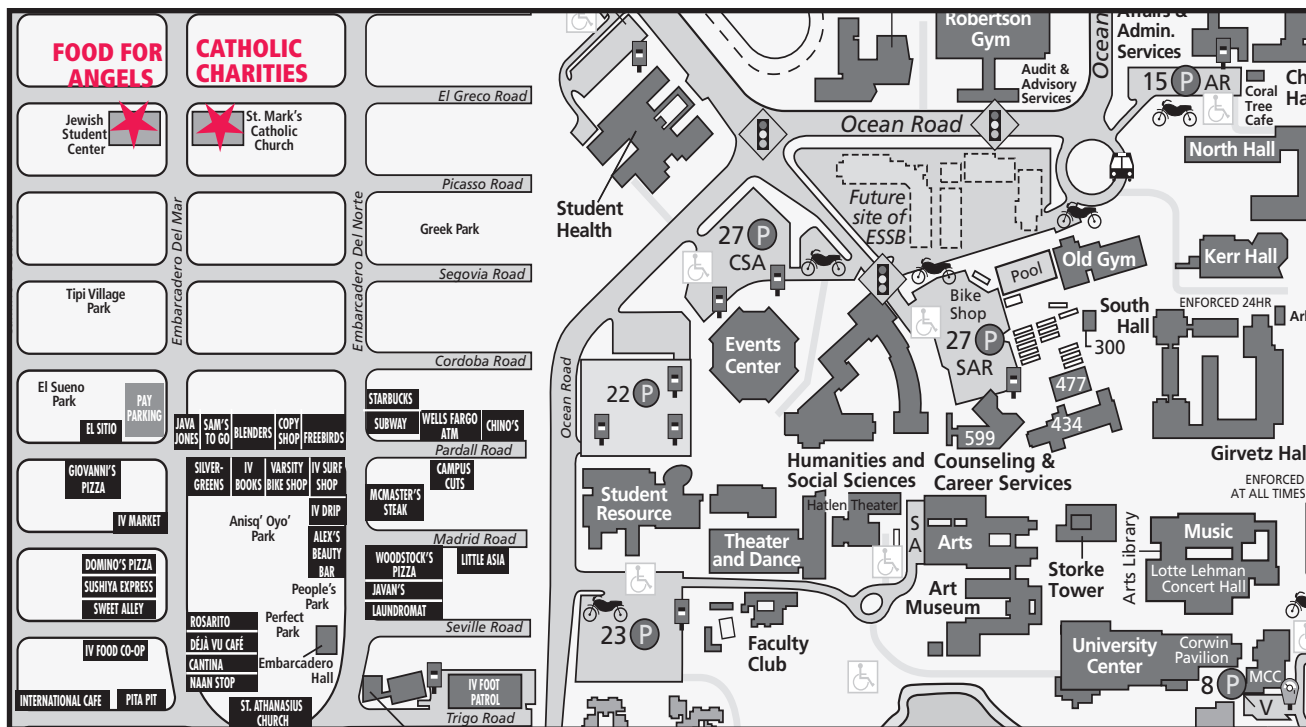 FOOD FOR
ANGELS
CATHOLIC
CHARITIES
Jewish
Student
Center
St. Mark's
Catholic
Church
El Greco Road
Picasso Road
Greek Park
Segovia Road
Cordoba Road
Embarcadero Del Mar
Embarcadero Del Norte
Tipi Village
Park
El Sueno
Park
PAY
PARKING
EL SITIO
JAVA
JONES
SAM'S
TO GO
BLENDERS
COPY
SHOP
FREEBIRDS
STARBUCKS
SUBWAY
WELLS FARGO
ATM
CHINO'S
Pardall Road
GIOVANNI'S
PIZZA
IV MARKET
SILVER-
GREENS
IV
BOOKS
VARSITY
BIKE SHOP
IV SURF
SHOP
IV DRIP
ALEX'S
BEAUTY
BAR
Anisq' Oyo'
Park
MCMASTER'S
STEAK
CAMPUS
CUTS
Madrid Road
DOMINO'S PIZZA
SUSHIYA EXPRESS
SWEET ALLEY
WOODSTOCK'S
PIZZA
JAVAN'S
LAUNDROMAT
LITTLE ASIA
People's
Park
Perfect
Park
Embarcadero
Hall
ROSARITO
DÉJÀ VU CAFÉ
CANTINA
NAAN STOP
Seville Road
IV FOOD CO-OP
INTERNATIONAL CAFE
PITA PIT
ST. ATHANASIUS
CHURCH
IV FOOT
PATROL
Trigo Road
Robertson
Gym
Audit &
Advisory
Services
Ocean
Affairs &
Admin.
Services
15 P AR
Coral
Tree
Cafe
Ch
Ha
North Hall
Ocean Road
Student
Health
Future
site of
ESSB
27 P
CSA
Ocean Road
Events
Center
22 P
Bike
Shop
Pool
Old Gym
27 P
SAR
South
Hall
300
477
434
599
Kerr Hall
ENFORCED 24HR
Girvetz Hal
ENFORCED
AT ALL TIMES
Humanities and
Social Sciences
Counseling &
Career Services
Student
Resource
Hatlen Theater
Theater
and Dance
S
A
Arts
Art
Museum
Storke
Tower
Arts Library
Music
Lotte Lehman
Concert Hall
23 P
Faculty
Club
University
Center
Corwin
Pavilion
8 P
MCC
V